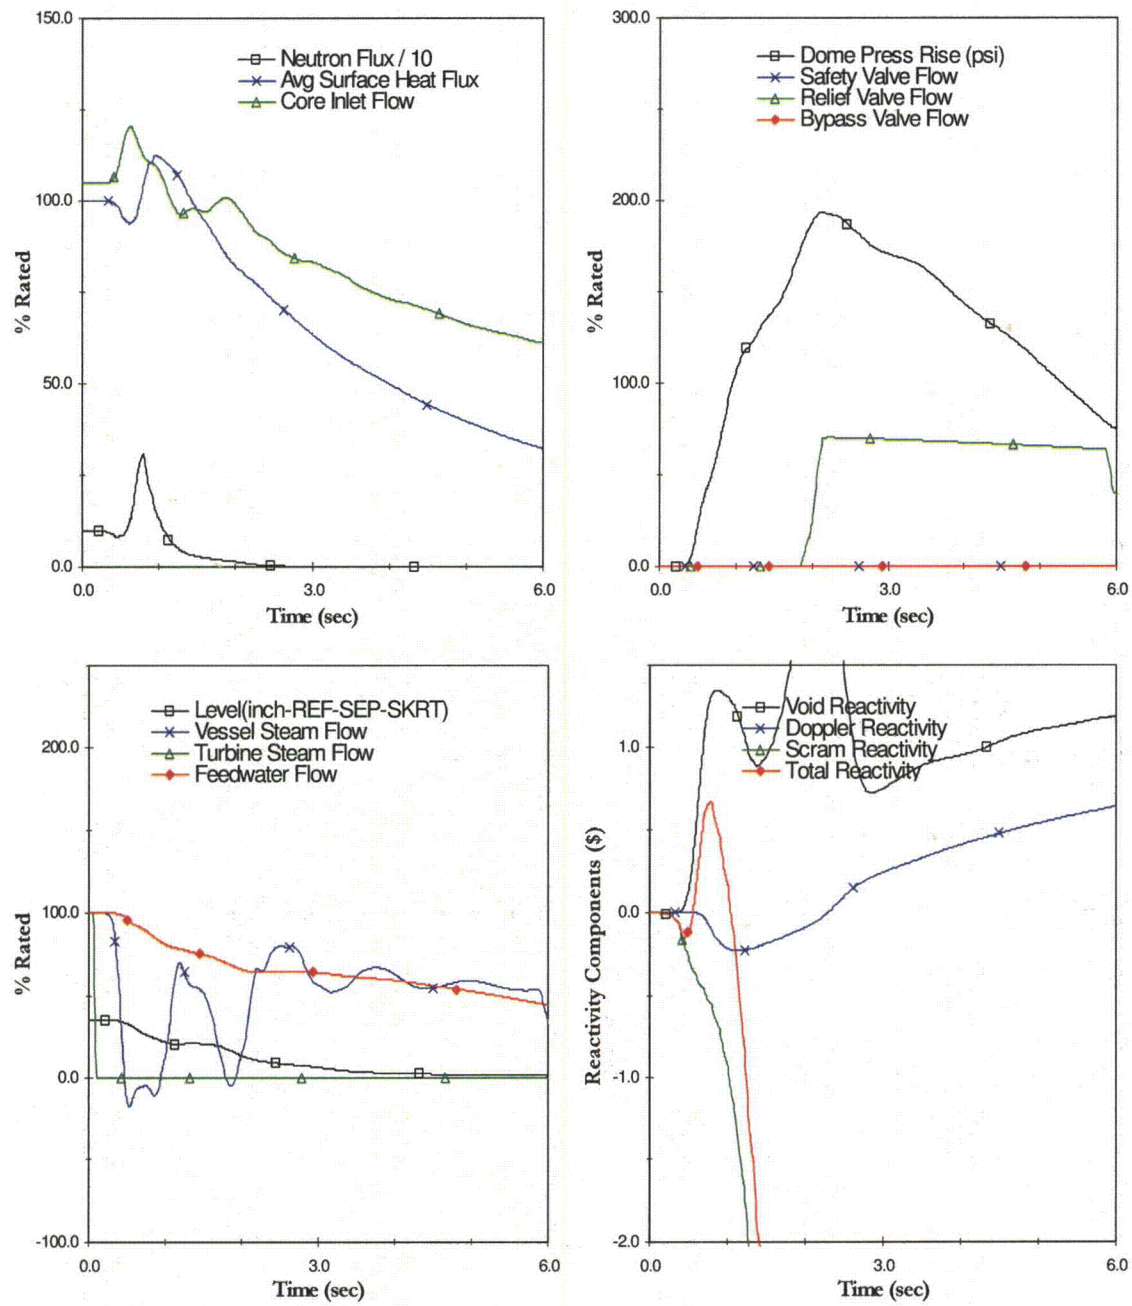 150.0
Neutron Flux / 10
Avg Surface Heat Flux
Core Inlet Flow
100.0
% Rated
50.0
0.0
0.0
3.0
6.0
Time (sec)
300.0
Dome Press Rise (psi)
Safety Valve Flow
Relief Valve Flow
Bypass Valve Flow
200.0
% Rated
100.0
0.0
0.0
3.0
6.0
Time (sec)
Level(inch-REF-SEP-SKRT)
Vessel Steam Flow
Turbine Steam Flow
Feedwater Flow
200.0
100.0
% Rated
0.0
-100.0
0.0
3.0
6.0
Time (sec)
Void Reactivity
Doppler Reactivity
Scram Reactivity
Total Reactivity
1.0
Reactivity Components ($)
0.0
-1.0
-2.0
0.0
3.0
6.0
Time (sec)